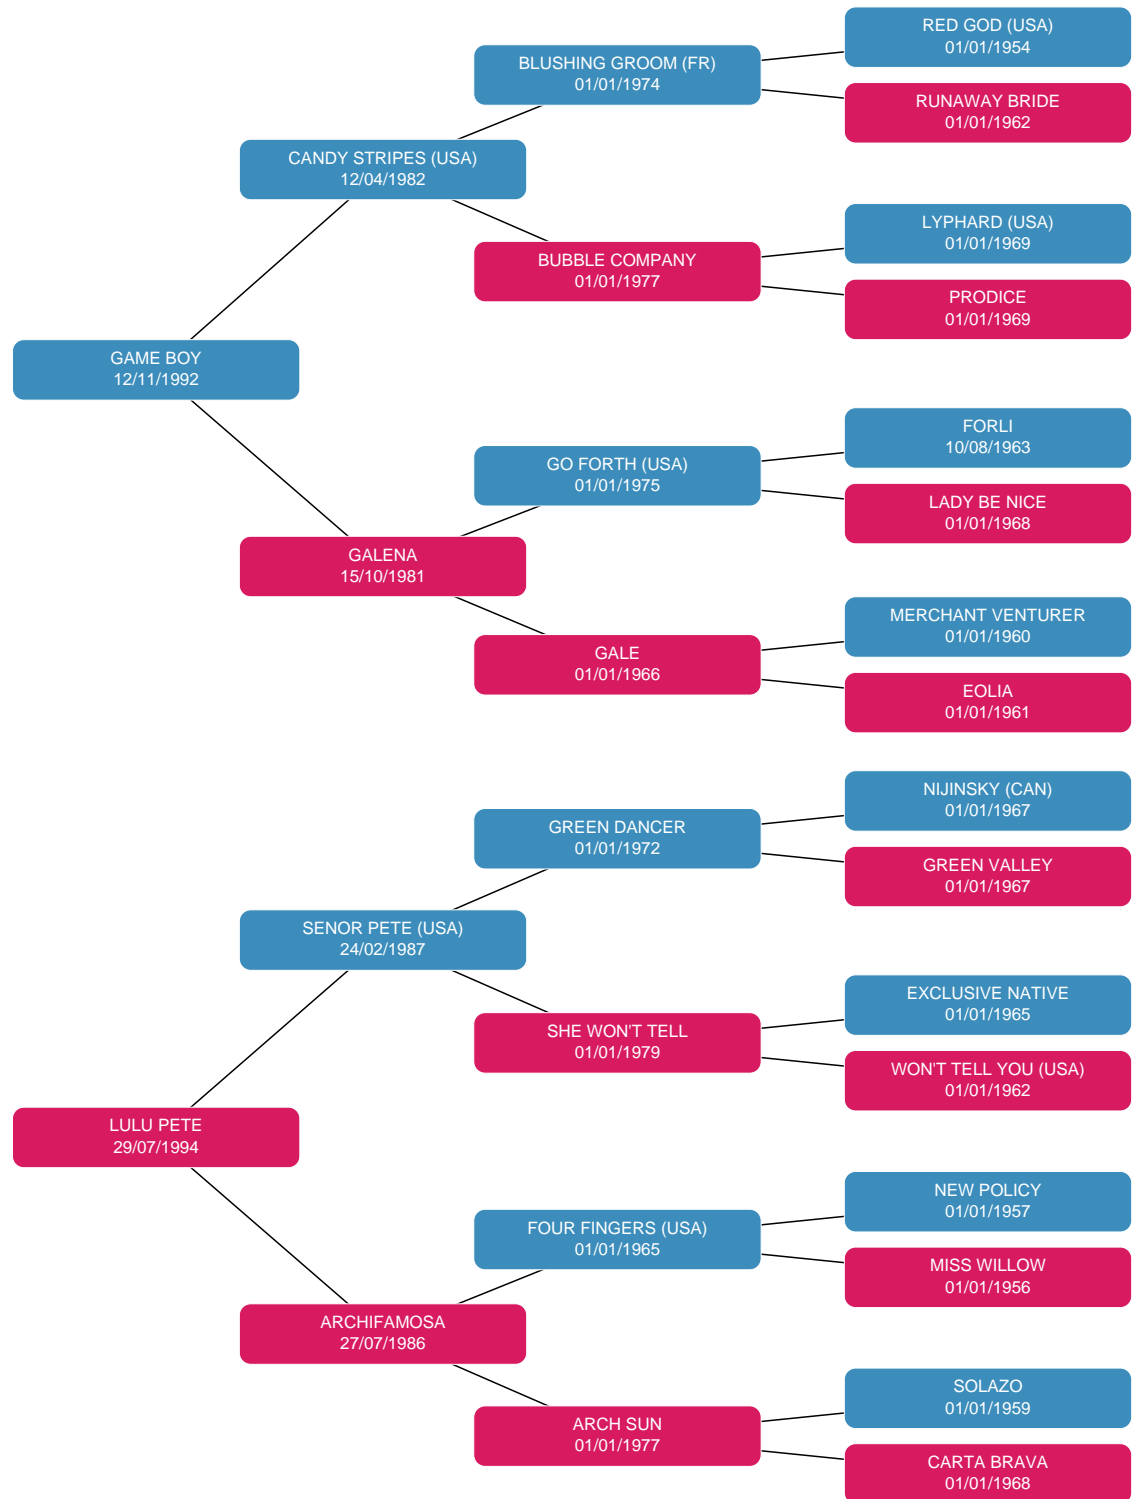 RED GOD (USA)
01/01/1954
BLUSHING GROOM (FR)
01/01/1974
RUNAWAY BRIDE
01/01/1962
CANDY STRIPES (USA)
12/04/1982
LYPHARD (USA)
01/01/1969
BUBBLE COMPANY
01/01/1977
PRODICE
01/01/1969
GAME BOY
12/11/1992
FORLI
10/08/1963
GO FORTH (USA)
01/01/1975
LADY BE NICE
01/01/1968
GALENA
15/10/1981
MERCHANT VENTURER
01/01/1960
GALE
01/01/1966
EOLIA
01/01/1961
NIJINSKY (CAN)
01/01/1967
GREEN DANCER
01/01/1972
GREEN VALLEY
01/01/1967
SENOR PETE (USA)
24/02/1987
EXCLUSIVE NATIVE
01/01/1965
SHE WON'T TELL
01/01/1979
WON'T TELL YOU (USA)
01/01/1962
LULU PETE
29/07/1994
NEW POLICY
01/01/1957
FOUR FINGERS (USA)
01/01/1965
MISS WILLOW
01/01/1956
ARCHIFAMOSA
27/07/1986
SOLAZO
01/01/1959
ARCH SUN
01/01/1977
CARTA BRAVA
01/01/1968